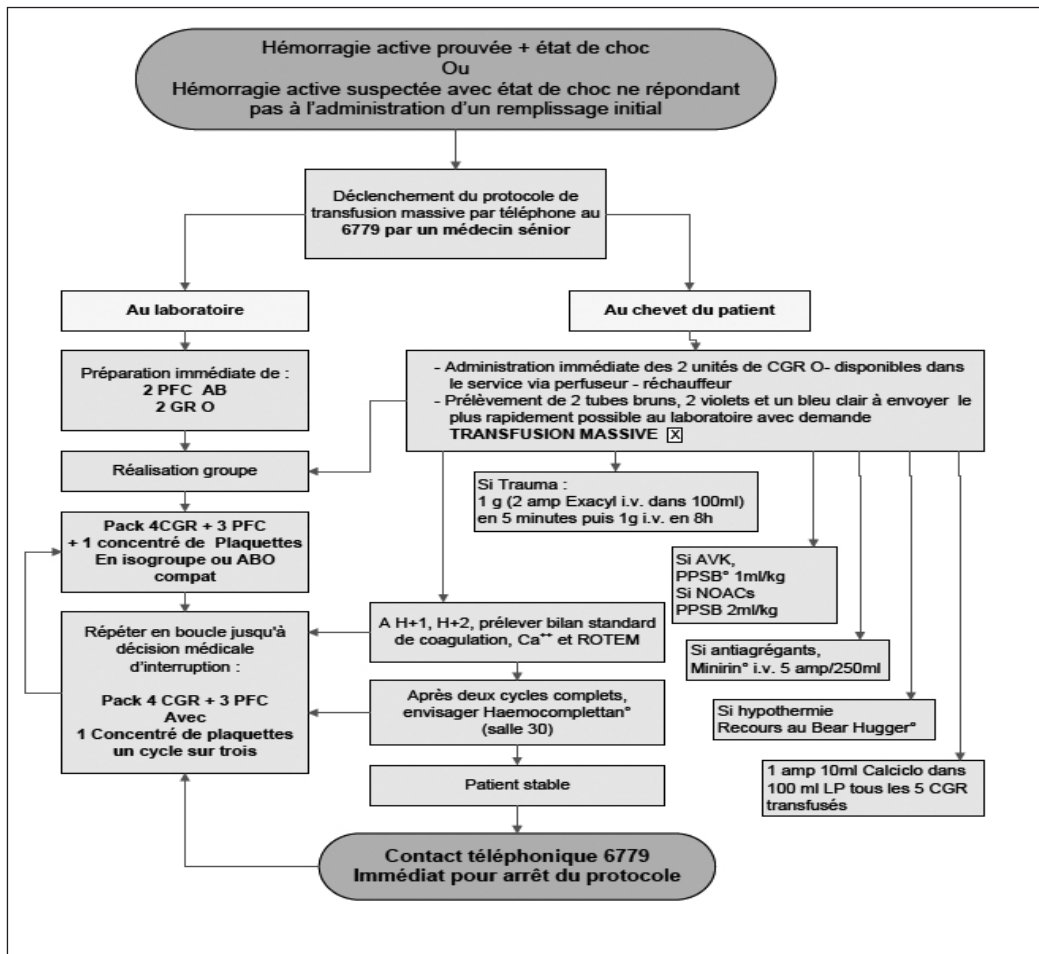 Hémorragie active prouvée + état de choc
Ou
Hémorragie active suspectée avec état de choc ne répondant
pas à l'administration d'un remplissage initial
Déclenchement du protocole de
transfusion massive par téléphone au
6779 par un médecin sénior
Au laboratoire
Au chevet du patient
Préparation immédiate de :
2 PFC AB
2 GR O
- Administration immédiate des 2 unités de CGR O- disponibles dans
le service via perfuseur - réchauffeur
- Prélèvement de 2 tubes bruns, 2 violets et un bleu clair à envoyer le
plus rapidement possible au laboratoire avec demande
TRANSFUSION MASSIVE X
Réalisation groupe
Si Trauma :
1 g (2 amp Exacyl i.v. dans 100ml)
en 5 minutes puis 1g i.v. en 8h
Pack 4CGR + 3 PFC
+ 1 concentré de Plaquettes
En isogroupe ou ABO
compat
Si AVK,
PPSB° 1ml/kg
Si NOACs
PPSB 2ml/kg
Répéter en boucle jusqu'à
décision médicale
d'interruption :
Pack 4 CGR + 3 PFC
Avec
1 Concentré de plaquettes
un cycle sur trois
A H+1, H+2, prélever bilan standard
de coagulation, Ca⁺⁺ et ROTEM
Si antiagrégants,
Minirin° i.v. 5 amp/250ml
Après deux cycles complets,
envisager Haemocomplettan°
(salle 30)
Si hypothermie
Recours au Bear Hugger°
Patient stable
1 amp 10ml Calciclo dans
100 ml LP tous les 5 CGR
transfusés
Contact téléphonique 6779
Immédiat pour arrêt du protocole